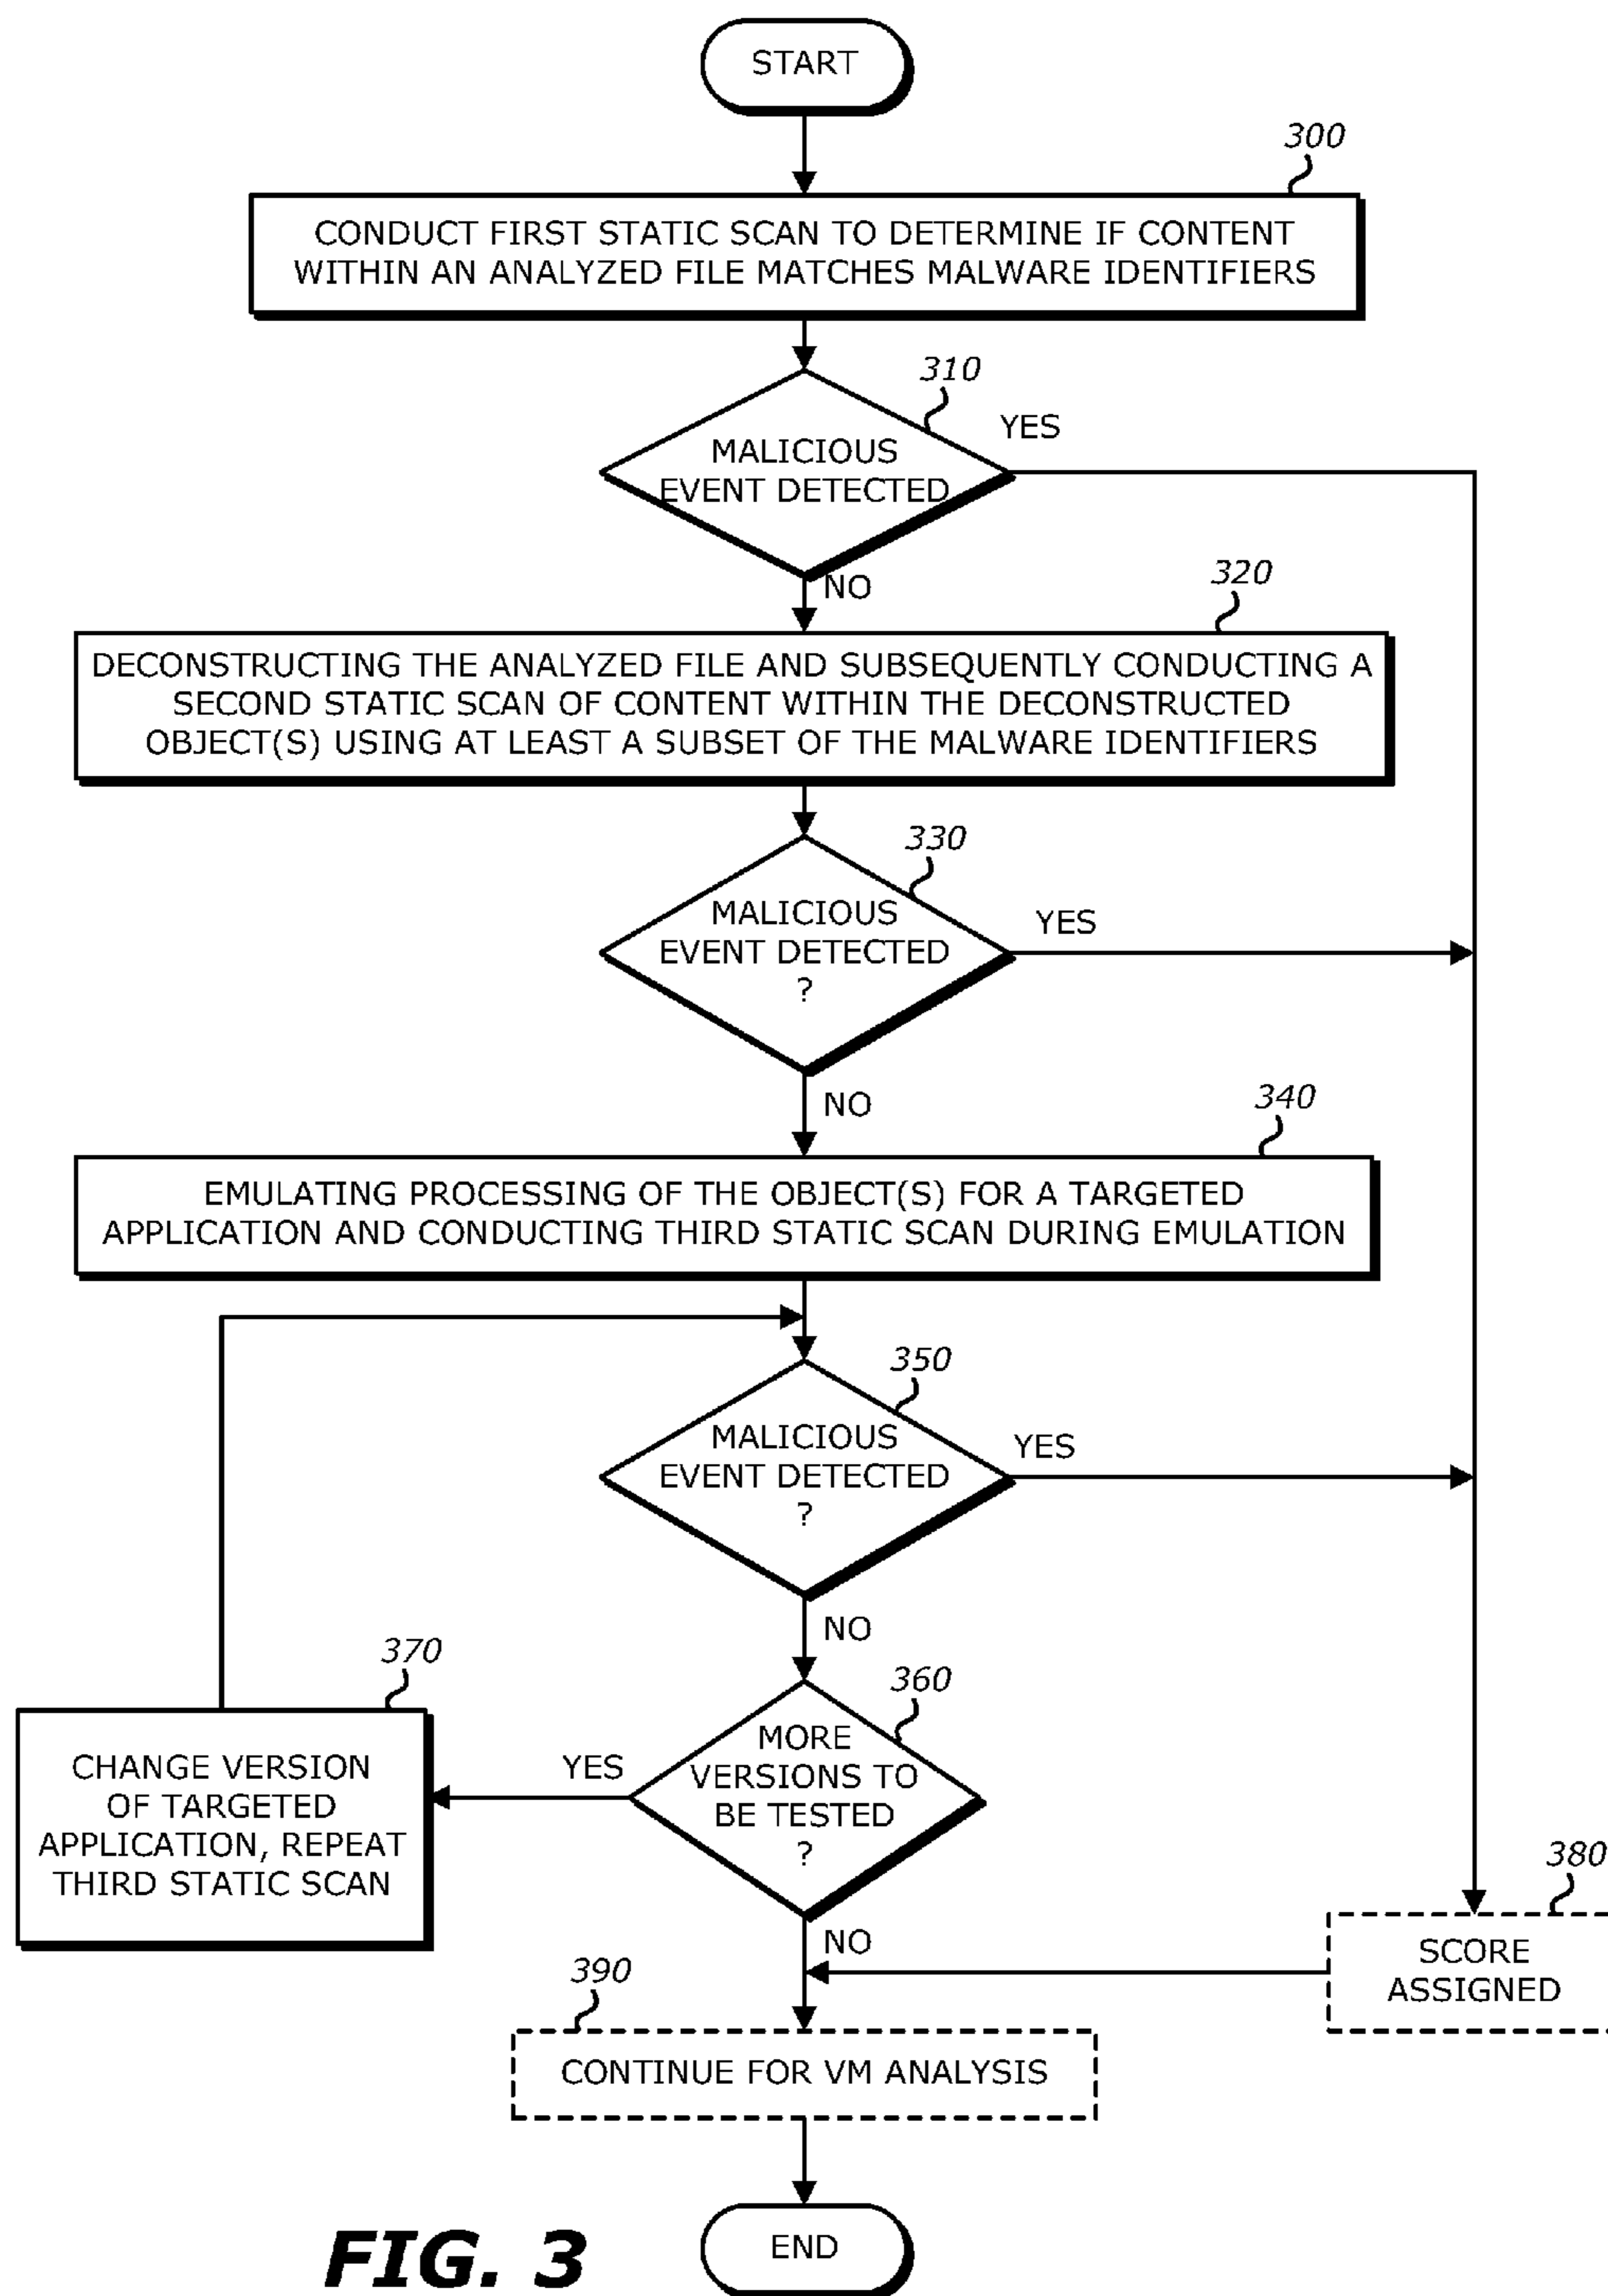 START
300
CONDUCT FIRST STATIC SCAN TO DETERMINE IF CONTENT
WITHIN AN ANALYZED FILE MATCHES MALWARE IDENTIFIERS
310
YES
MALICIOUS
EVENT DETECTED
NO
320
DECONSTRUCTING THE ANALYZED FILE AND SUBSEQUENTLY CONDUCTING A
SECOND STATIC SCAN OF CONTENT WITHIN THE DECONSTRUCTED
OBJECT(S) USING AT LEAST A SUBSET OF THE MALWARE IDENTIFIERS
330
MALICIOUS
EVENT DETECTED
?
YES
NO
340
EMULATING PROCESSING OF THE OBJECT(S) FOR A TARGETED
APPLICATION AND CONDUCTING THIRD STATIC SCAN DURING EMULATION
350
MALICIOUS
EVENT DETECTED
?
YES
NO
360
MORE
VERSIONS TO
BE TESTED
?
YES
370
CHANGE VERSION
OF TARGETED
APPLICATION, REPEAT
THIRD STATIC SCAN
NO
380
SCORE
ASSIGNED
390
CONTINUE FOR VM ANALYSIS
END
FIG. 3